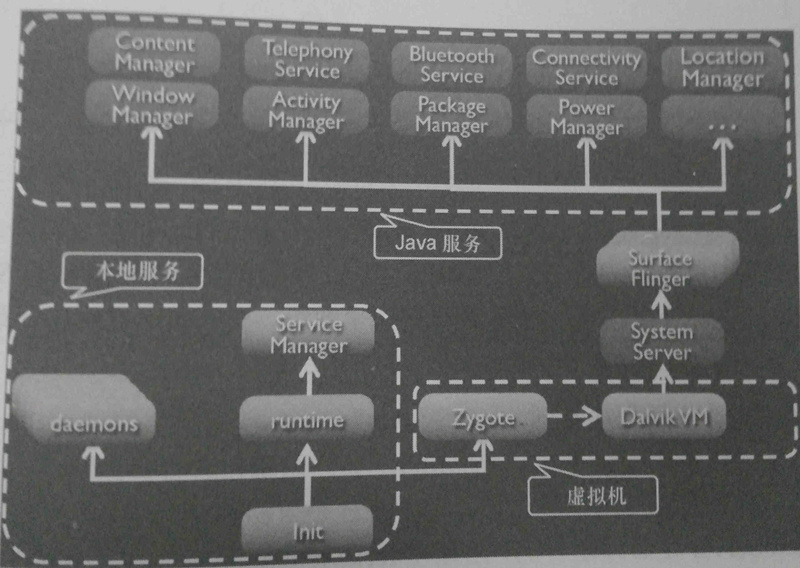 Content
Manager
Telephony
Service
Bluetooth
Service
Connectivity
Service
Location
Manager
Window
Manager
Activity
Manager
Package
Manager
Power
Manager
...
Java 服务
本地服务
Surface
Flinger
Service
Manager
System
Server
daemons
runtime
Zygote
Dalvik VM
虚拟机
Init